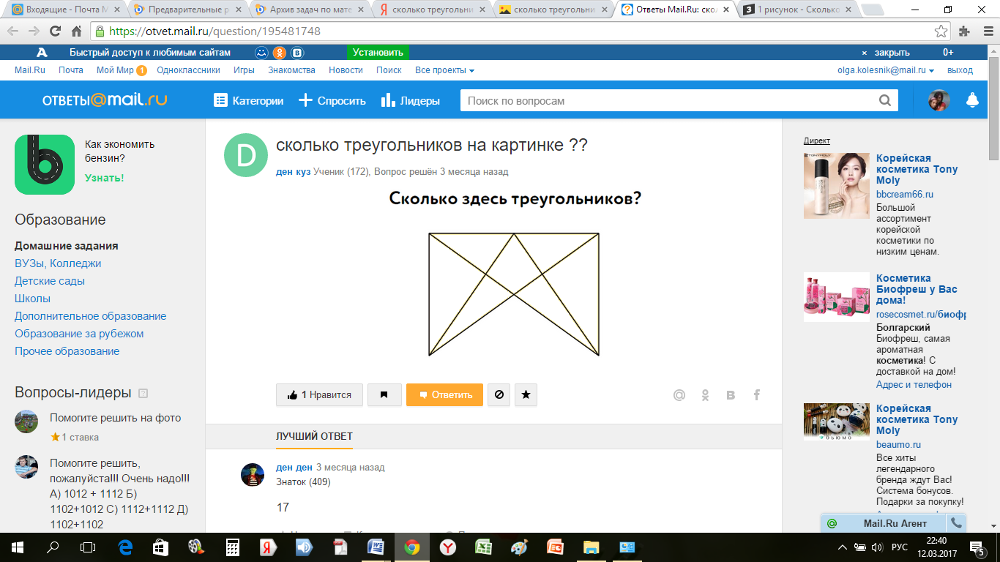 Входящие - Почта M
Предварительные р
Архив задач по мате
сколько треугольни
сколько треугольни
Ответы Mail.Ru: ско
1 рисунок - Сколько
https://otvet.mail.ru/question/195481748
Быстрый доступ к любимым сайтам
Установить
× закрыть
0+
Mail.Ru Почта Мой Мир 1 Одноклассники Игры Знакомства Новости Поиск Все проекты
olga.kolesnik@mail.ru выход
ОТВЕТЫ@mail.ru
Категории
Спросить
Лидеры
Поиск по вопросам
Как экономить
бензин?
Узнать!
Образование
Домашние задания
ВУЗы, Колледжи
Детские сады
Школы
Дополнительное образование
Образование за рубежом
Прочее образование
Вопросы-лидеры ?
Помогите решить на фото
1 ставка
Помогите решить,
пожалуйста!!! Очень надо!!!
А) 1012 + 1112 Б)
1102+1012 С) 1112+1112 Д)
1102+1102
D
сколько треугольников на картинке ??
ден куз Ученик (172), Вопрос решён 3 месяца назад
Сколько здесь треугольников?
1 Нравится
Ответить
ЛУЧШИЙ ОТВЕТ
ден ден 3 месяца назад
Знаток (409)
17
Директ
Корейская
косметика Tony
Moly
bbcream66.ru
Большой
ассортимент
корейской
косметики по
низким ценам.
Косметика
Биофреш у Вас
дома!
rosecosmet.ru/биофр
Болгарский
Биофреш, самая
ароматная
косметика! С
доставкой на дом!
Адрес и телефон
Корейская
косметика Tony
Moly
beaumo.ru
Все хиты
легендарного
бренда ждут Вас!
Система бонусов.
Подарки за покупку!
Mail.Ru Агент
РУС
22:40
12.03.2017
5